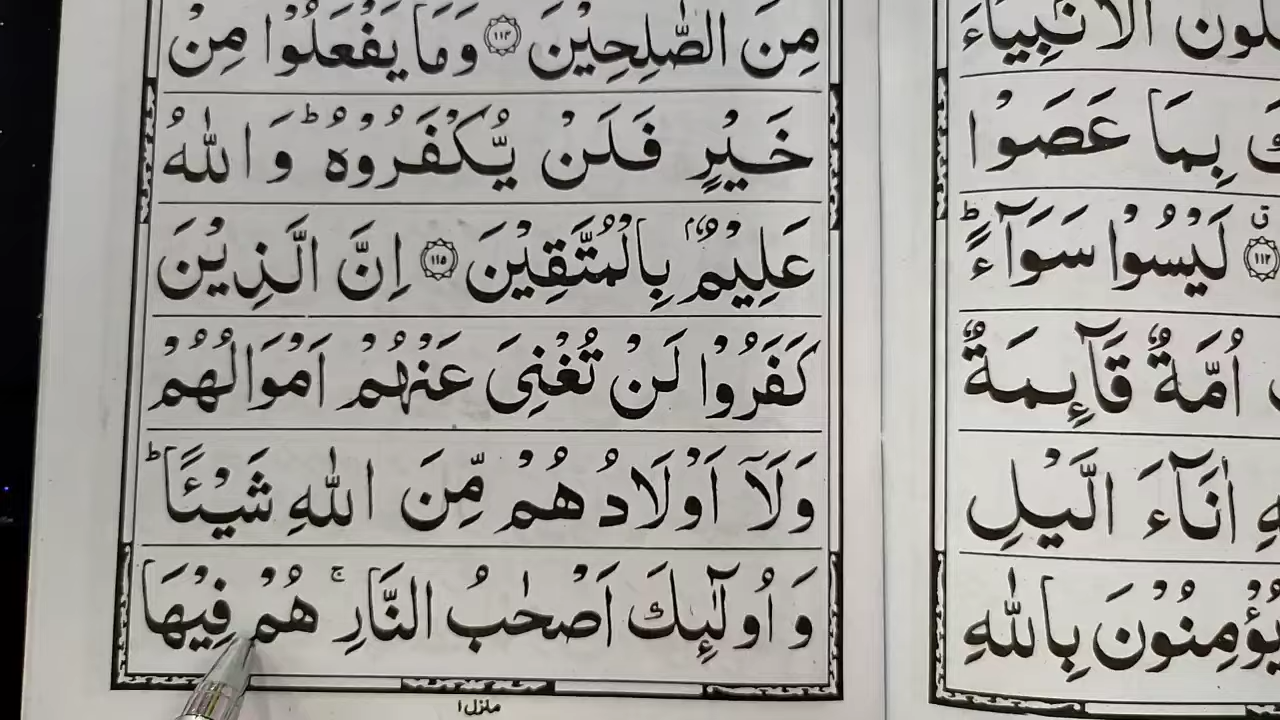 لُوْنَ الْاَنْۢبِیَآءَ
بِمَا عَصَوْا
۝١١٢ لَیْسُوْا سَوَآءً ؕ
اُمَّةٌ قَآىِٕمَةٌ
اٰنَآءَ الَّیْلِ
یُؤْمِنُوْنَ بِاللّٰهِ
مِنَ الصّٰلِحِیْنَ ۝١١٤ وَمَا یَفْعَلُوْا مِنْ
خَیْرٍ فَلَنْ یُّكْفَرُوْهُ ؕ وَاللّٰهُ
عَلِیْمٌۢ بِالْمُتَّقِیْنَ ۝١١٥ اِنَّ الَّذِیْنَ
كَفَرُوْا لَنْ تُغْنِیَ عَنْهُمْ اَمْوَالُهُمْ
وَلَاۤ اَوْلَادُهُمْ مِّنَ اللّٰهِ شَیْـًٔا ؕ
وَاُولٰٓىِٕكَ اَصْحٰبُ النَّارِ ۚ هُمْ فِیْهَا
منزل ١